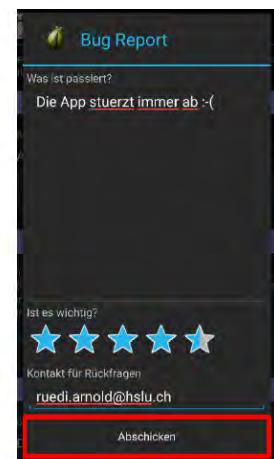 Bug Report
Was ist passiert?
Die App stuerzt immer ab :-(
Ist es wichtig?
Kontakt für Rückfragen
ruedi.arnold@hslu.ch
Abschicken